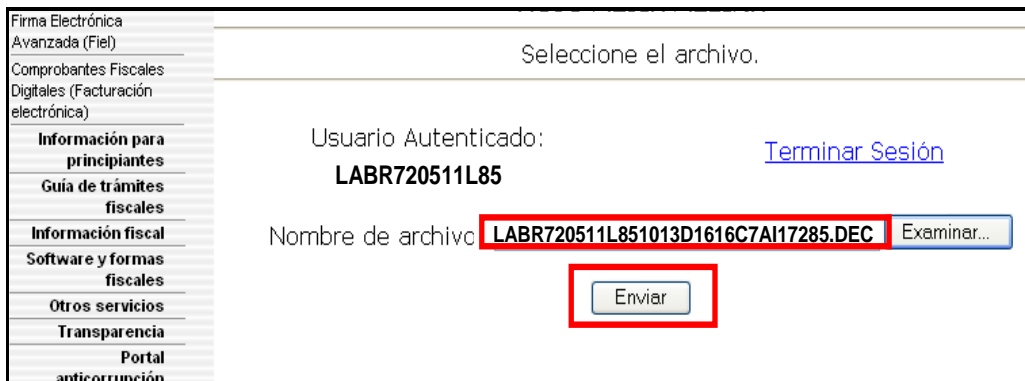 Firma Electrónica
Avanzada (Fiel)
Comprobantes Fiscales
Digitales (Facturación
electrónica)
Información para
principiantes
Guía de trámites
fiscales
Información fiscal
Software y formas
fiscales
Otros servicios
Transparencia
Portal
anticorrupción
Seleccione el archivo.
Usuario Autenticado:
LABR720511L85
Terminar Sesión
Nombre de archivo LABR720511L851013D1616C7AI17285.DEC Examinar...
Enviar